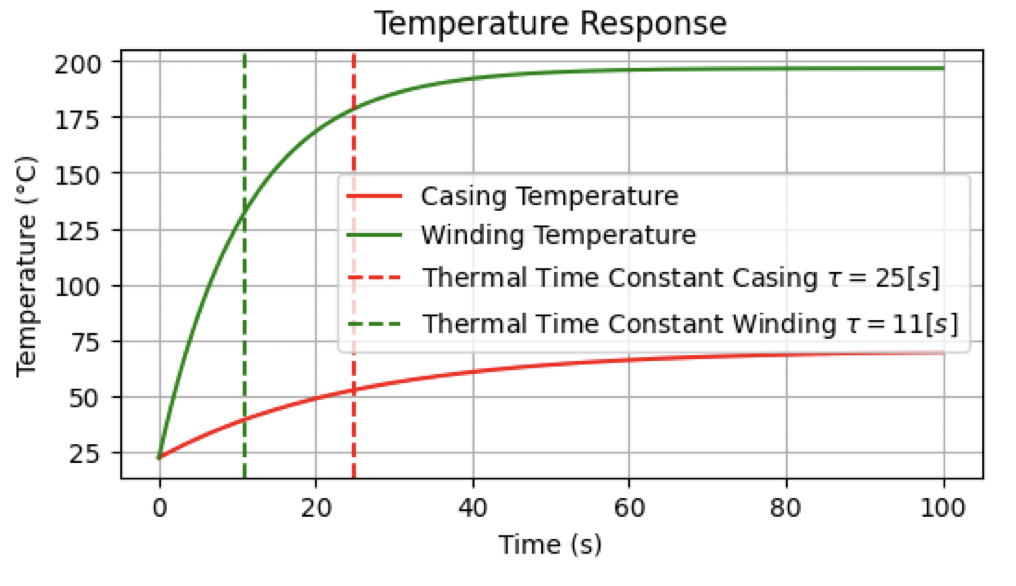 Temperature Response
Temperature (°C)
200
175
150
125
100
75
50
25
Casing Temperature
Winding Temperature
Thermal Time Constant Casing τ = 25[s]
Thermal Time Constant Winding τ = 11[s]
0 20 40 60 80 100
Time (s)